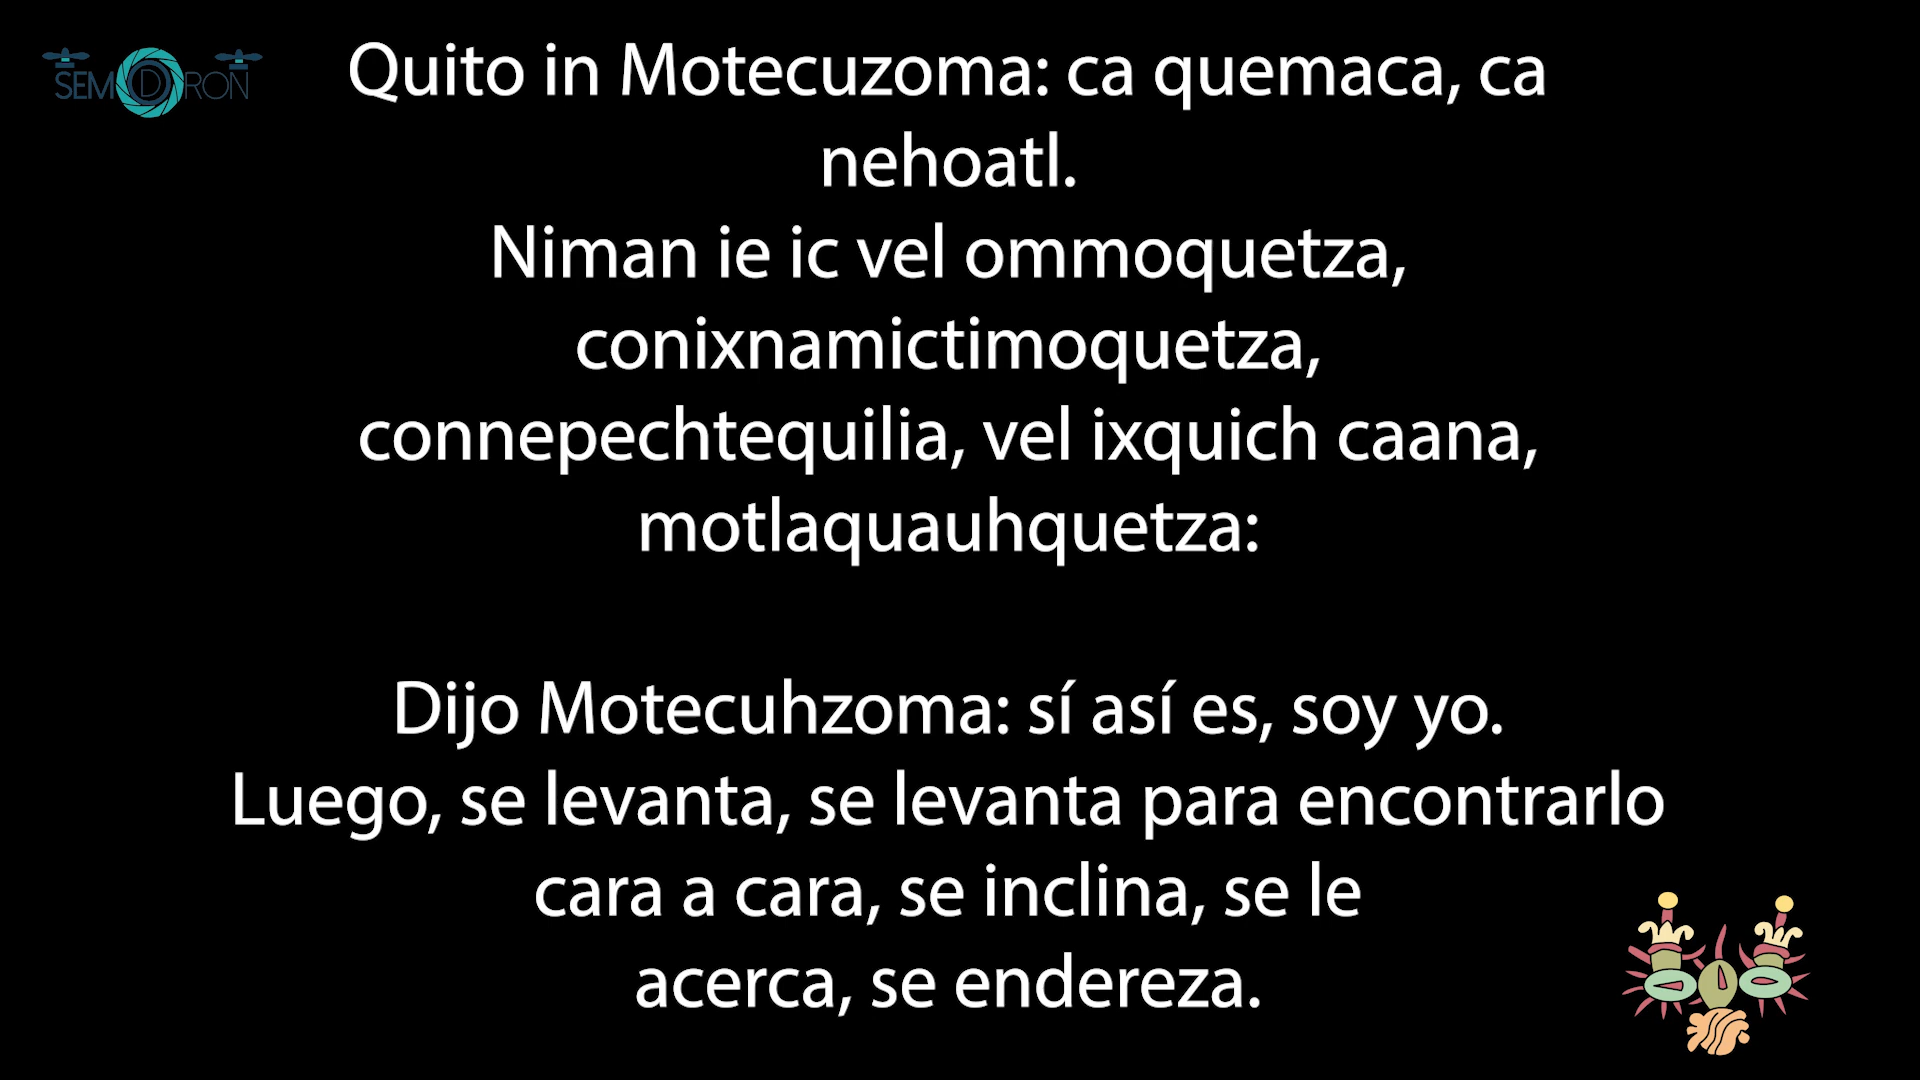 SEMODRON
Quito in Motecuzoma: ca quemaca, ca
nehoatl.
Niman ie ic vel ommoquetza,
conixnamictimoquetza,
connepechtequilia, vel ixquich caana,
motlaquauhquetza:
Dijo Motecuhzoma: sí así es, soy yo.
Luego, se levanta, se levanta para encontrarlo
cara a cara, se inclina, se le
acerca, se endereza.